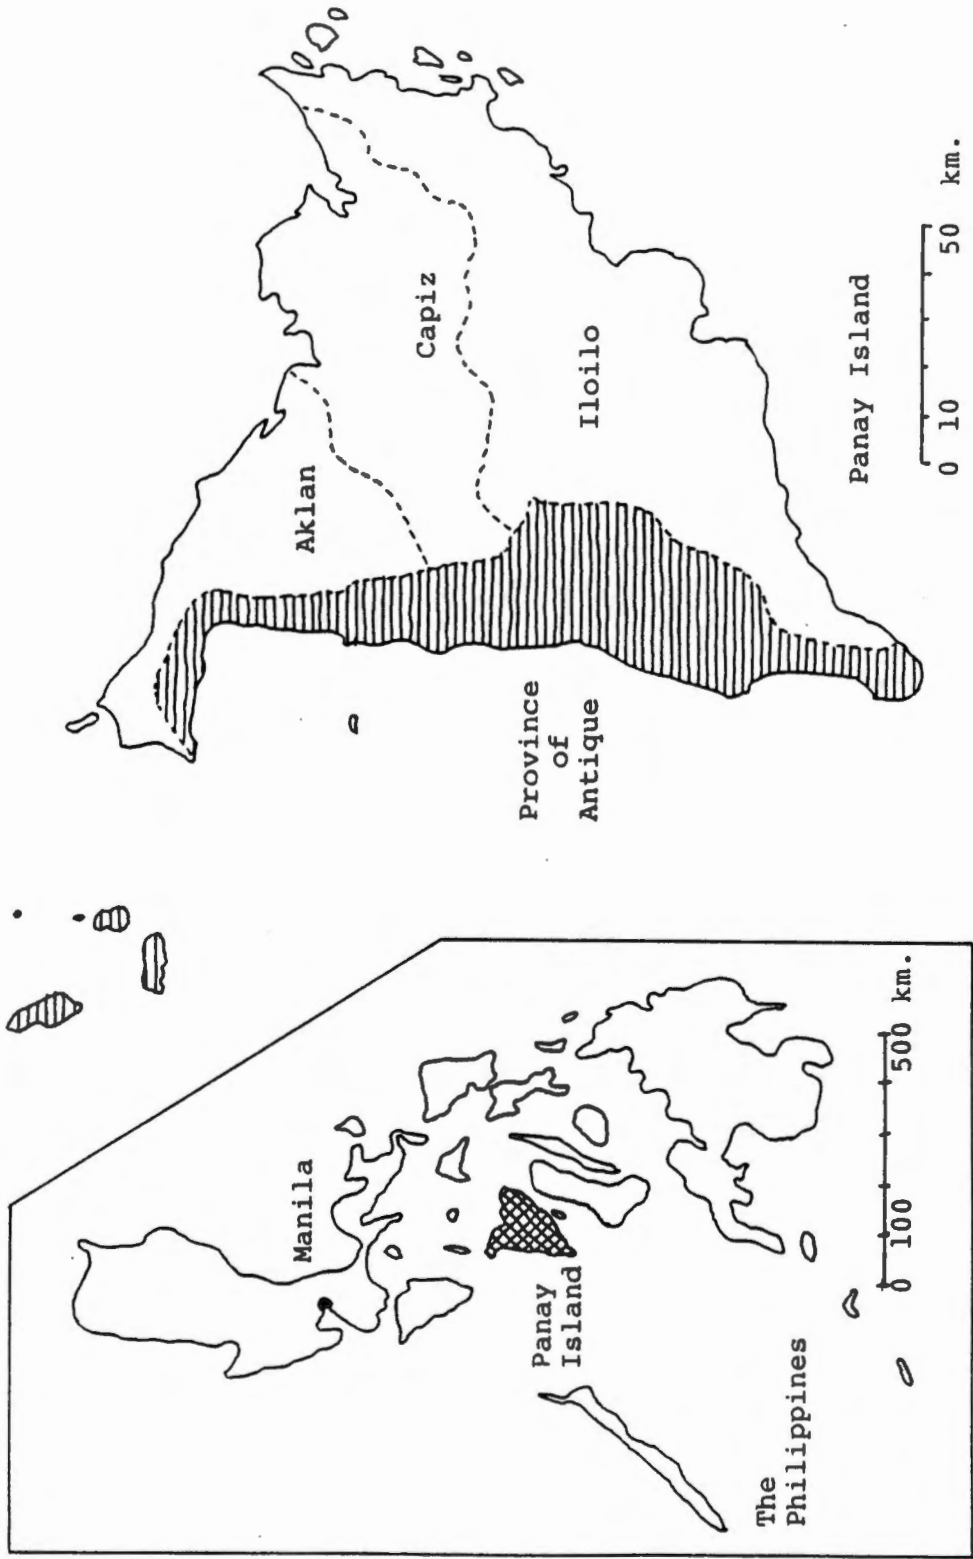 Manila
Panay
Island
The
Philippines
0 100 500 km.
Aklan
Capiz
Iloilo
Province
of
Antique
Panay Island
0 10 50 km.